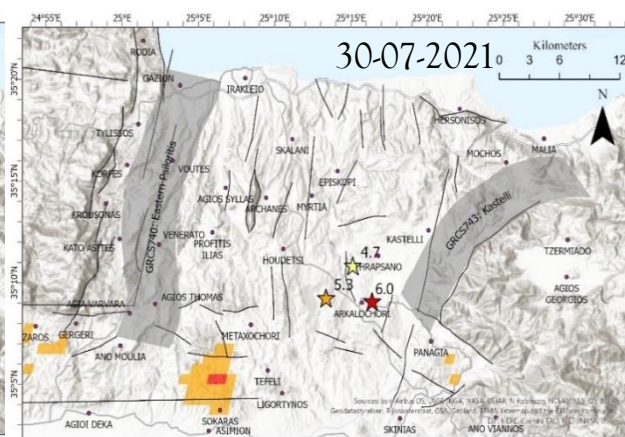 24°55'E 25°E 25°5'E 25°10'E 25°15'E 25°20'E 25°25'E 25°30'E
30-07-2021
Kilometers
0 3 6 12
N
35°20'N
35°15'N
35°10'N
35°5'N
RODIA
GAZION
IRAKLEIO
HERSONISOS
TYLISSOS
SKALANI
MALIA
MOCHOS
KORFES
VOUTES
EPISKOPI
AGIOS SYLLAS
ARCHANES
MYRTIA
KROUSONAS
GRCS740: Eastern Psiloritis
GRCS743: Kastelli
KATO ASITES
VENERATO
PROFITIS
ILIAS
HOUDETSI
KASTELLI
TZERMIADO
4.7
THRAPSANO
5.3
6.0
ARKALOCHORI
AGIOS
GEORGIOS
AGIA VARVARA
AGIOS THOMAS
ZAROS
GERGERI
METAXOCHORI
ANO MOULIA
PANAGIA
TEFELI
LIGORTYNOS
SOKARAS
ASIMION
AGIOI DEKA
SKINIAS
ANO VIANNOS